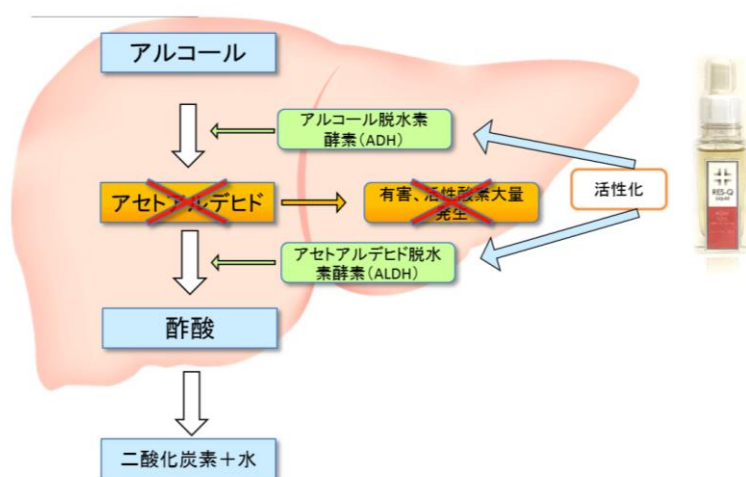 アルコール
アルコール脱水素
酵素(ADH)
アセトアルデヒド
有害、活性酸素大量
発生
活性化
RES-Q
アセトアルデヒド脱水
素酵素(ALDH)
酢酸
二酸化炭素+水